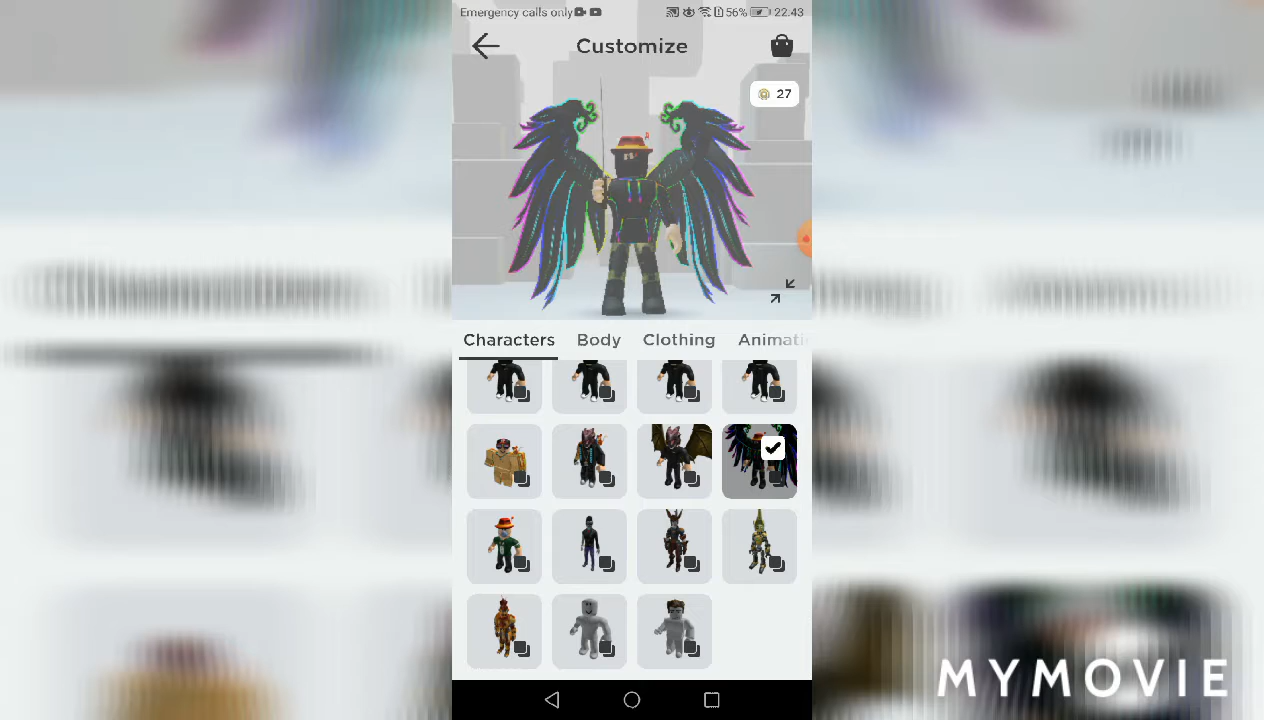 Emergency calls only
56%
22.43
Customize
27
Characters Body Clothing Animati
MYMOVIE